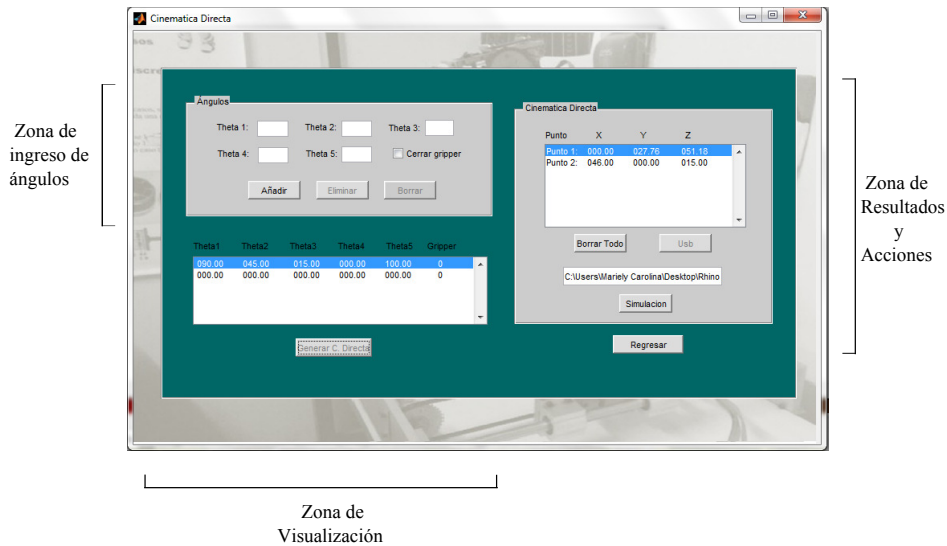 Cinematica Directa
Zona de
ingreso de
ángulos
Ángulos
Theta 1:
Theta 2:
Theta 3:
Theta 4:
Theta 5:
Cerrar gripper
Añadir
Eliminar
Borrar
Theta1 Theta2 Theta3 Theta4 Theta5 Gripper
090.00 045.00 015.00 000.00 100.00 0
000.00 000.00 000.00 000.00 000.00 0
Generar C. Directa
Cinematica Directa
Punto X Y Z
Punto 1: 000.00 027.76 051.18
Punto 2: 046.00 000.00 015.00
Borrar Todo
Usb
C:\Users\Mariely Carolina\Desktop\Rhino
Simulacion
Regresar
Zona de
Resultados
y
Acciones
Zona de
Visualización